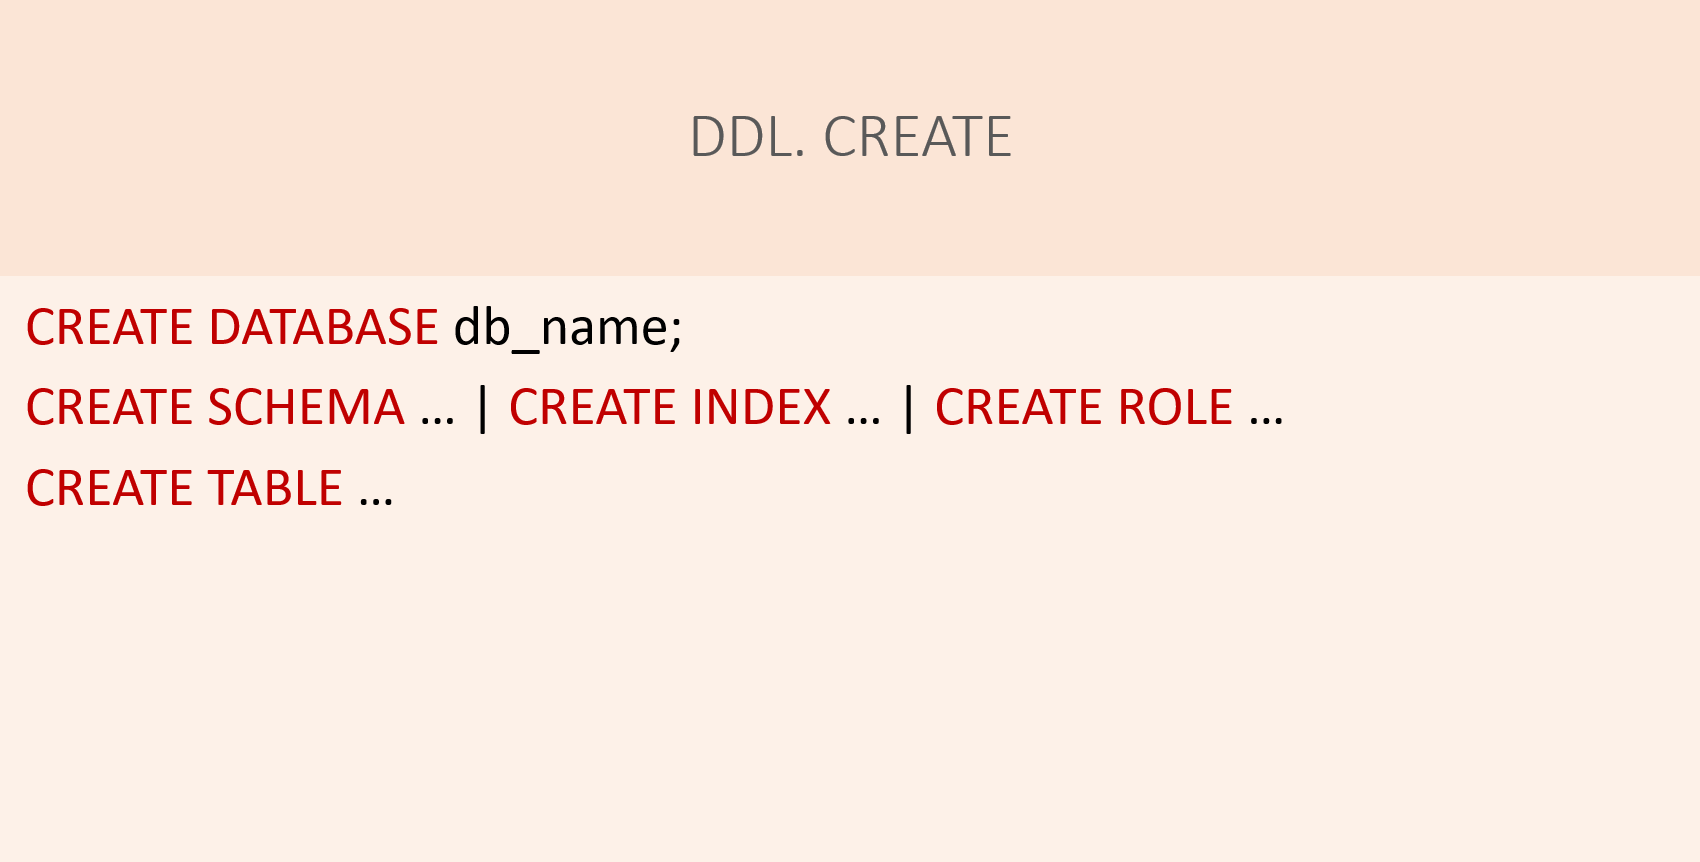 DDL. CREATE
CREATE DATABASE db_name;
CREATE SCHEMA … | CREATE INDEX … | CREATE ROLE …
CREATE TABLE …